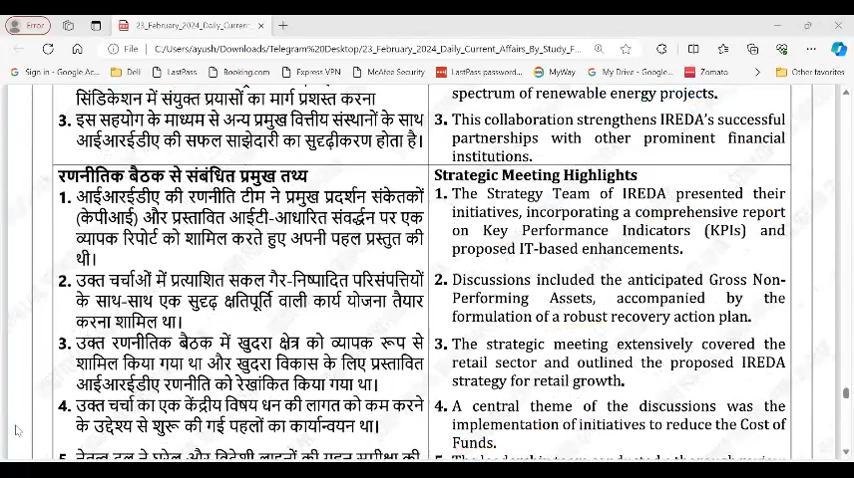 Error
23_February_2024_Daily_Current_
File
C:/Users/ayush/Downloads/Telegram%20Desktop/23_February_2024_Daily_Current_Affairs_By_Study_F...
Sign in - Google Ac...
Dell
LastPass
Booking.com
Express VPN
McAfee Security
LastPass password...
MyWay
My Drive - Google...
Zomato
Other favorites
सिंडिकेशन में संयुक्त प्रयासों का मार्ग प्रशस्त करना
3. इस सहयोग के माध्यम से अन्य प्रमुख वित्तीय संस्थानों के साथ
आईआरईडीए की सफल साझेदारी का सुदृढ़ीकरण होता है।
रणनीतिक बैठक से संबंधित प्रमुख तथ्य
1. आईआरईडीए की रणनीति टीम ने प्रमुख प्रदर्शन संकेतकों
(केपीआई) और प्रस्तावित आईटी-आधारित संवर्द्धन पर एक
व्यापक रिपोर्ट को शामिल करते हुए अपनी पहल प्रस्तुत की
थी।
2. उक्त चर्चाओं में प्रत्याशित सकल गैर-निष्पादित परिसंपत्तियों
के साथ-साथ एक सुदृढ़ क्षतिपूर्ति वाली कार्य योजना तैयार
करना शामिल था।
3. उक्त रणनीतिक बैठक में खुदरा क्षेत्र को व्यापक रूप से
शामिल किया गया था और खुदरा विकास के लिए प्रस्तावित
आईआरईडीए रणनीति को रेखांकित किया गया था।
4. उक्त चर्चा का एक केंद्रीय विषय धन की लागत को कम करने
के उद्देश्य से शुरू की गई पहलों का कार्यान्वयन था।
spectrum of renewable energy projects.
3. This collaboration strengthens IREDA's successful
partnerships with other prominent financial
institutions.
Strategic Meeting Highlights
1. The Strategy Team of IREDA presented their
initiatives, incorporating a comprehensive report
on Key Performance Indicators (KPIs) and
proposed IT-based enhancements.
2. Discussions included the anticipated Gross Non-
Performing Assets, accompanied by the
formulation of a robust recovery action plan.
3. The strategic meeting extensively covered the
retail sector and outlined the proposed IREDA
strategy for retail growth.
4. A central theme of the discussions was the
implementation of initiatives to reduce the Cost of
Funds.